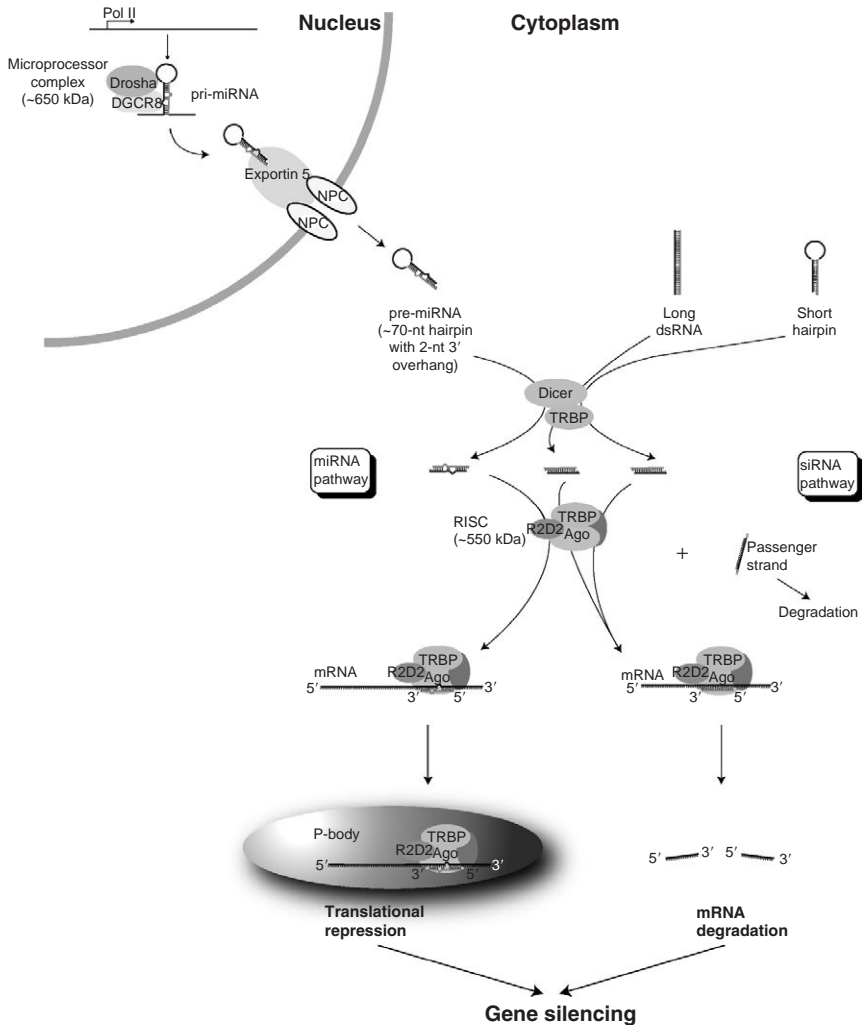 Pol II
Nucleus
Cytoplasm
Microprocessor
complex
(~650 kDa)
Drosha
DGCR8
pri-miRNA
Exportin 5
NPC
NPC
pre-miRNA
(~70-nt hairpin
with 2-nt 3′
overhang)
Long
dsRNA
Short
hairpin
Dicer
TRBP
miRNA
pathway
siRNA
pathway
RISC
(~550 kDa)
TRBP
R2D2
Ago
+
Passenger
strand
Degradation
mRNA
TRBP
R2D2
Ago
5′
3′
3′
5′
mRNA
TRBP
R2D2
Ago
5′
3′
3′
5′
P-body
TRBP
R2D2
Ago
5′
3′
3′
5′
5′
3′
5′
3′
Translational
repression
mRNA
degradation
Gene silencing